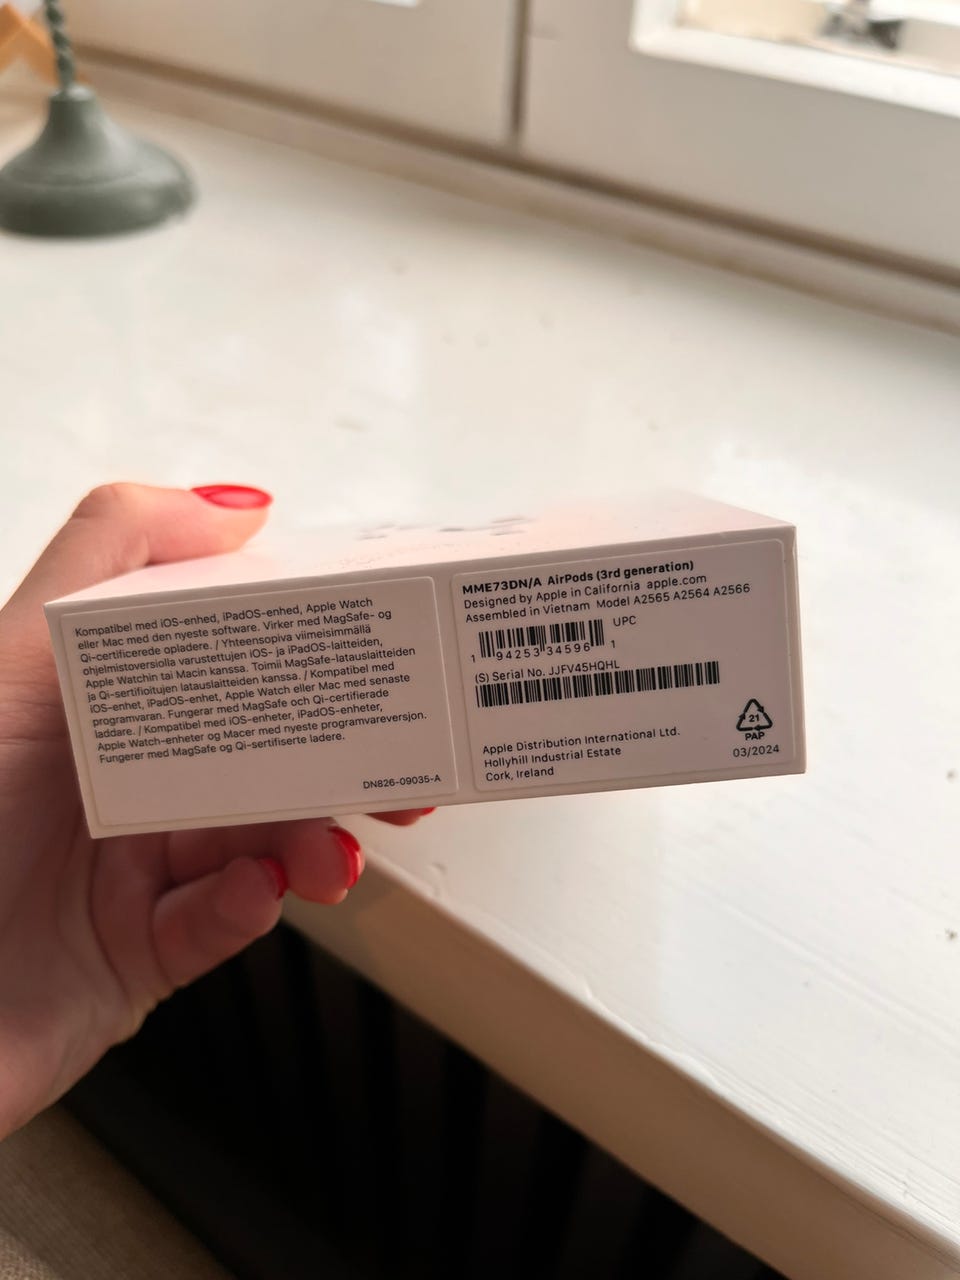 Kompatibel med iOS-enhed, iPadOS-enhed, Apple Watch
eller Mac med den nyeste software. Virker med MagSafe- og
Qi-certificerede opladere. / Yhteensopiva viimeisimmällä
ohjelmistoversiolla varustettujen iOS- ja iPadOS-laitteiden,
Apple Watchin tai Macin kanssa. Toimii MagSafe-latauslaitteiden
ja Qi-sertifioitujen latauslaitteiden kanssa. / Kompatibel med
iOS-enhet, iPadOS-enhet, Apple Watch eller Mac med senaste
programvaran. Fungerar med MagSafe och Qi-certifierade
laddare. / Kompatibel med iOS-enheter, iPadOS-enheter,
Apple Watch-enheter og Macer med nyeste programvareversjon.
Fungerer med MagSafe og Qi-sertifiserte ladere.
DN826-09035-A
MME73DN/A AirPods (3rd generation)
Designed by Apple in California apple.com
Assembled in Vietnam Model A2565 A2564 A2566
UPC
1 94253 34596 1
(S) Serial No. JJFV45HQHL
Apple Distribution International Ltd.
Hollyhill Industrial Estate
Cork, Ireland
21
PAP
03/2024